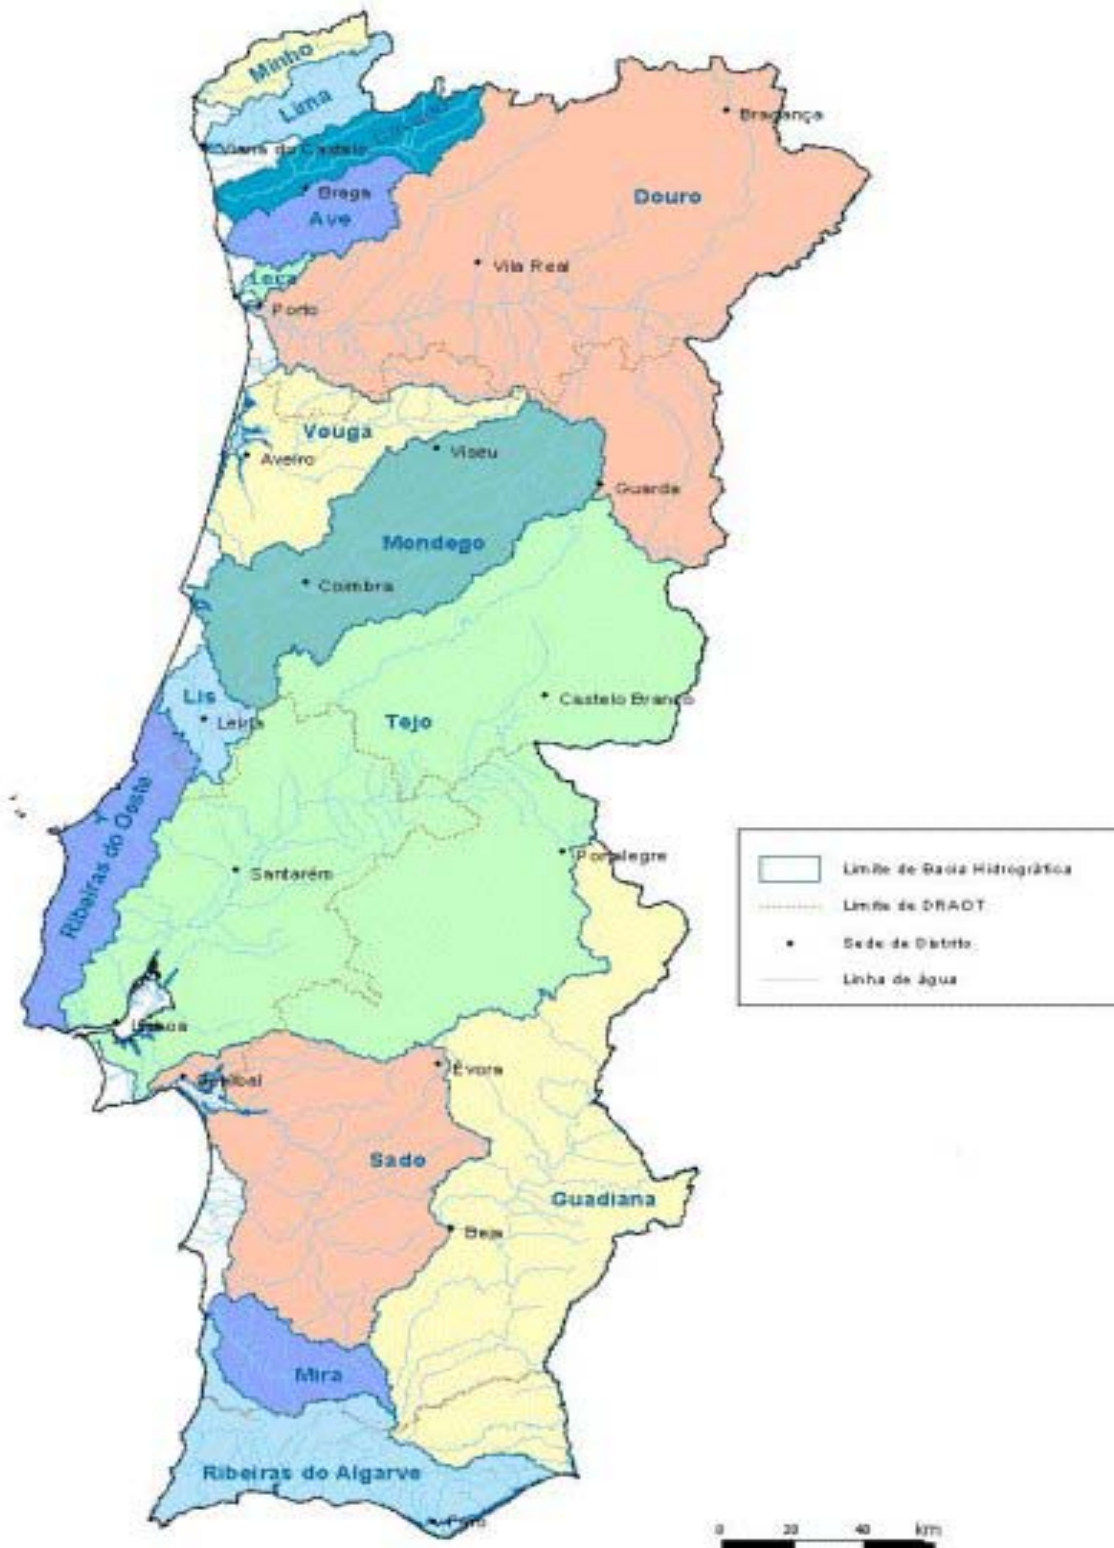 Minho
Lima
Viana do Castelo
Bragança
Braga
Ave
Douro
Vila Real
Leça
Porto
Vouga
Aveiro
Viseu
Guarda
Mondego
Coimbra
Lis
Leiria
Castelo Branco
Tejo
Ribeiras do Oeste
Santarém
Portalegre
Limite de Bacia Hidrográfica
Limite de DRAOT
Sede de Distrito
Linha de água
Lisboa
Setúbal
Évora
Sado
Guadiana
Beja
Mira
Ribeiras do Algarve
Faro
0 20 40 km